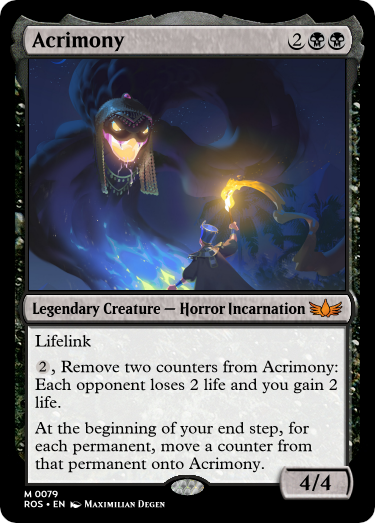 Acrimony 2
Legendary Creature — Horror Incarnation
Lifelink
2, Remove two counters from Acrimony:
Each opponent loses 2 life and you gain 2
life.
At the beginning of your end step, for
each permanent, move a counter from
that permanent onto Acrimony.
4/4
M 0079
ROS • EN Maximilian Degen